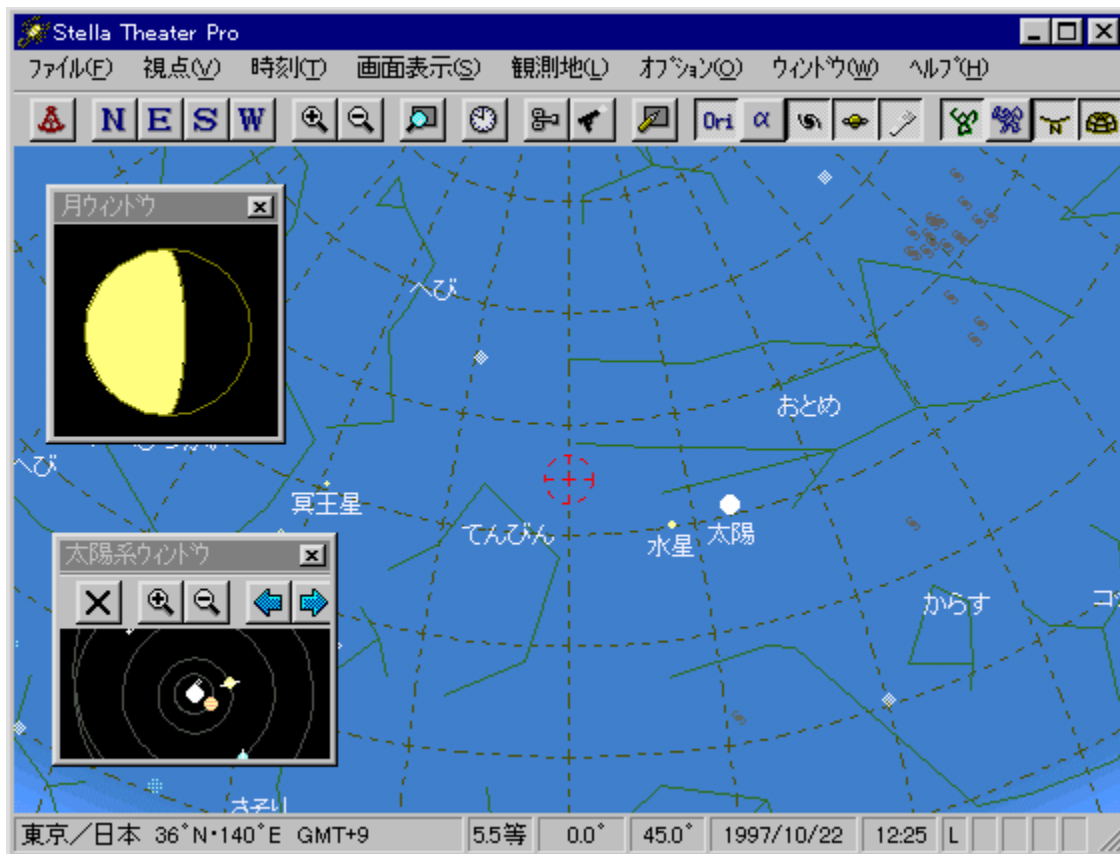 Stella Theater Pro
ファイル(F) 視点(V) 時刻(T) 画面表示(S) 観測地(L) オプション(O) ウィンドウ(W) ヘルプ(H)
N E S W Ori α N
月ウィンドウ
へび
おとめ
へび
冥王星
てんびん
水星
太陽
太陽系ウィンドウ
からす
コ
さそり
東京/日本 36°N・140°E GMT+9 5.5等 0.0° 45.0° 1997/10/22 12:25 L